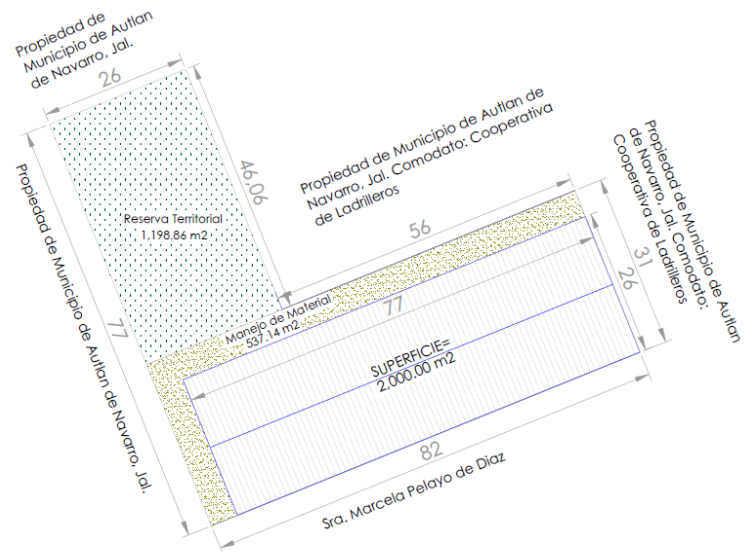 Propiedad de
Municipio de Autlan
de Navarro, Jal.
26
46,06
Propiedad de Municipio de Autlan de
Navarro, Jal. Comodato: Cooperativa
de Ladrilleros
56
Propiedad de Municipio de Autlan
de Navarro, Jal. Comodato:
Cooperativa de Ladrilleros
31
26
Reserva Territorial
1,198.86 m2
Propiedad de Municipio de Autlan de Navarro, Jal.
77
Manejo de Material
537.14 m2
77
SUPERFICIE=
2,000.00 m2
82
Sra. Marcela Pelayo de Diaz